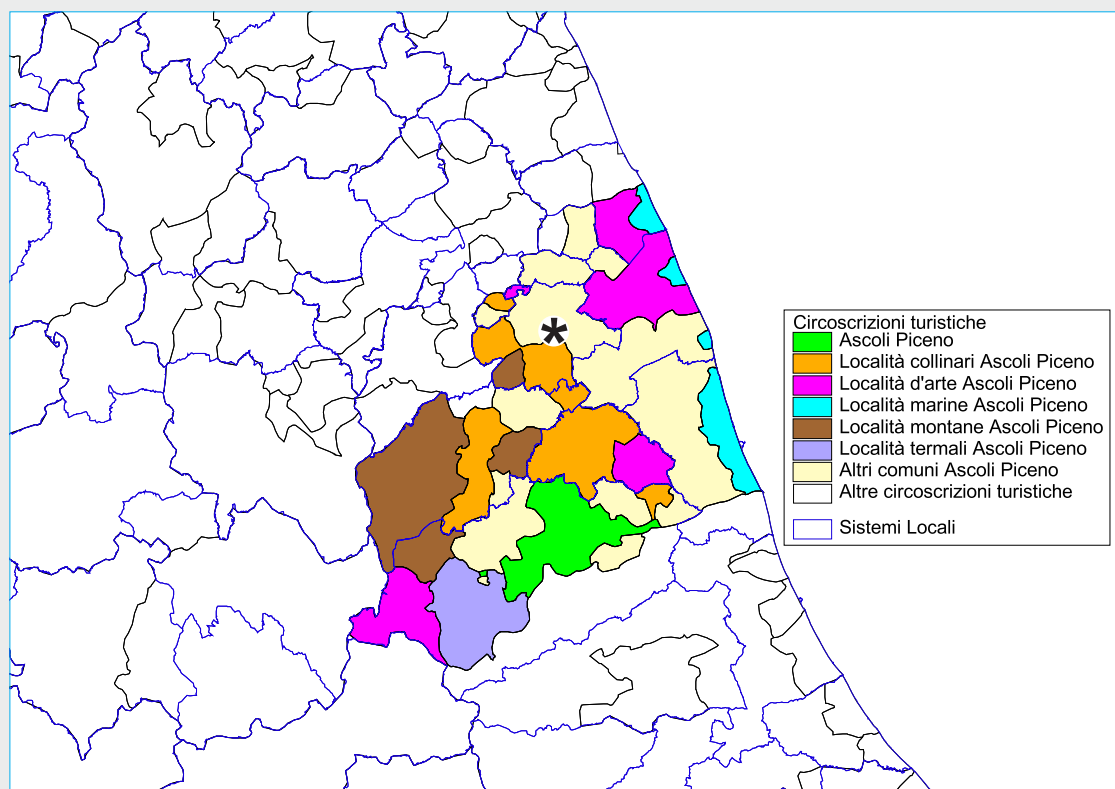 *
Circoscrizioni turistiche
Ascoli Piceno
Località collinari Ascoli Piceno
Località d'arte Ascoli Piceno
Località marine Ascoli Piceno
Località montane Ascoli Piceno
Località termali Ascoli Piceno
Altri comuni Ascoli Piceno
Altre circoscrizioni turistiche
Sistemi Locali